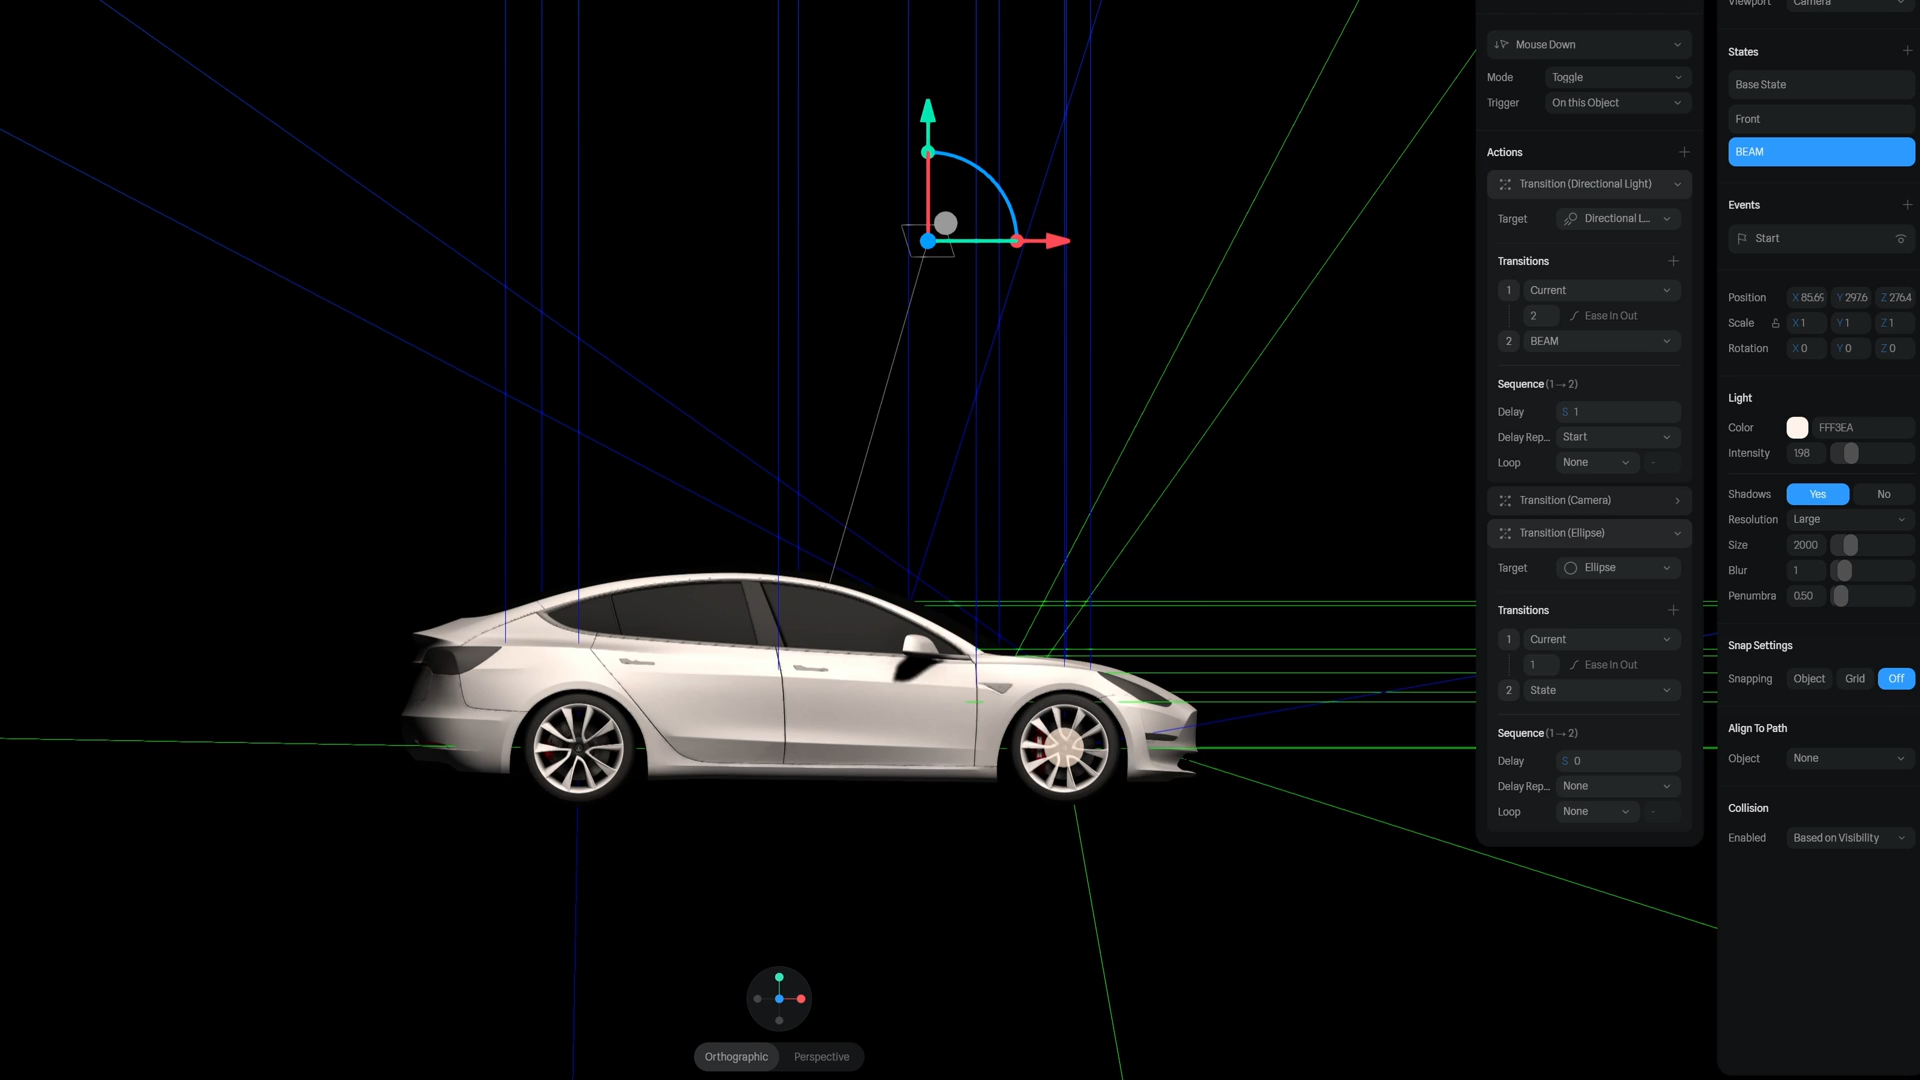 Mouse Down
Mode Toggle
Trigger On this Object
Actions
Transition (Directional Light)
Target Directional L...
Transitions
1 Current
2 Ease In Out
2 BEAM
Sequence (1→2)
Delay S 1
Delay Rep... Start
Loop None -
Transition (Camera)
Transition (Ellipse)
Target Ellipse
Transitions
1 Current
1 Ease In Out
2 State
Sequence (1→2)
Delay S 0
Delay Rep... None
Loop None -
Viewport Camera
States
Base State
Front
BEAM
Events
Start
Position X 85.69 Y 297.6 Z 276.4
Scale X 1 Y 1 Z 1
Rotation X 0 Y 0 Z 0
Light
Color FFF3EA
Intensity 1.98
Shadows Yes No
Resolution Large
Size 2000
Blur 1
Penumbra 0.50
Snap Settings
Snapping Object Grid Off
Align To Path
Object None
Collision
Enabled Based on Visibility
Orthographic Perspective